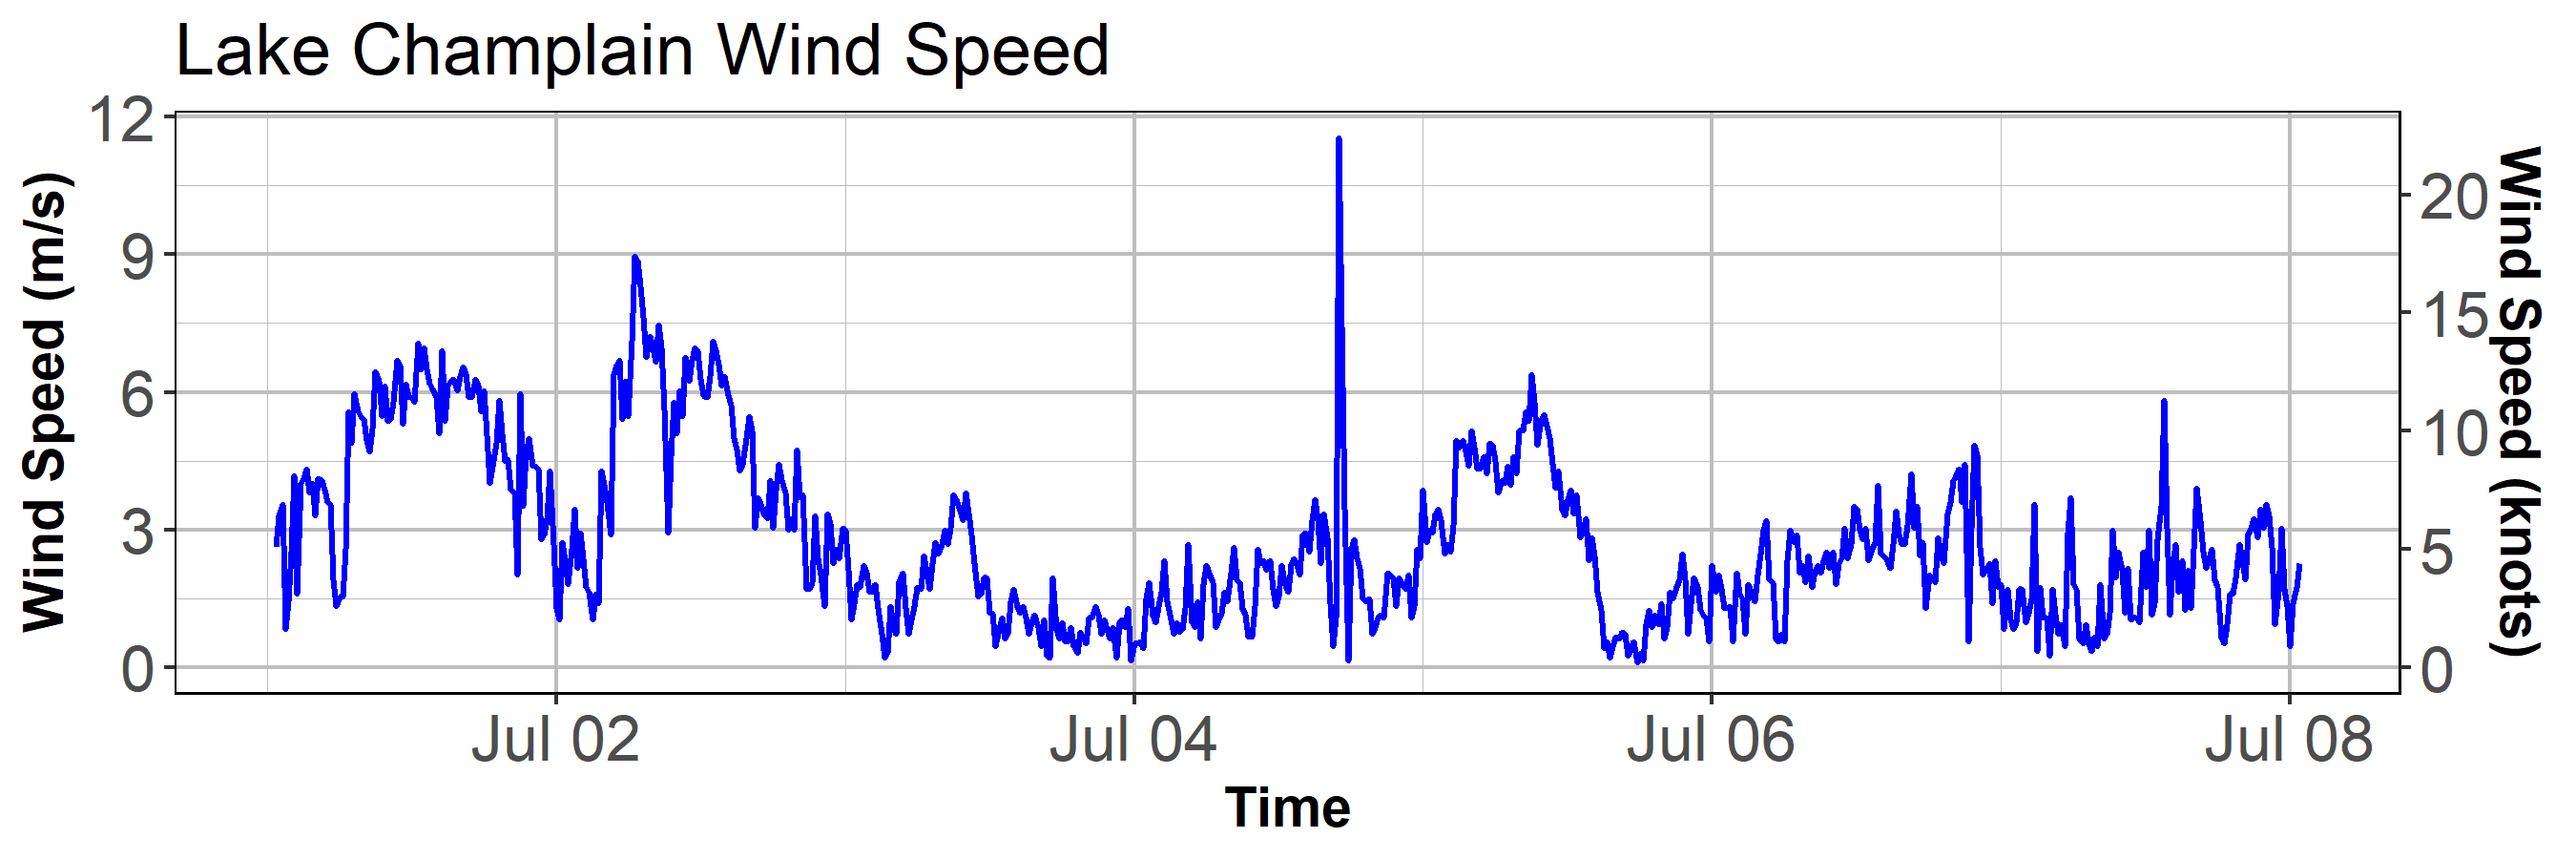 Lake Champlain Wind Speed
Wind Speed (m/s)
12
9
6
3
0
20
15
10
5
0
Wind Speed (knots)
Jul 02 Jul 04 Jul 06 Jul 08
Time